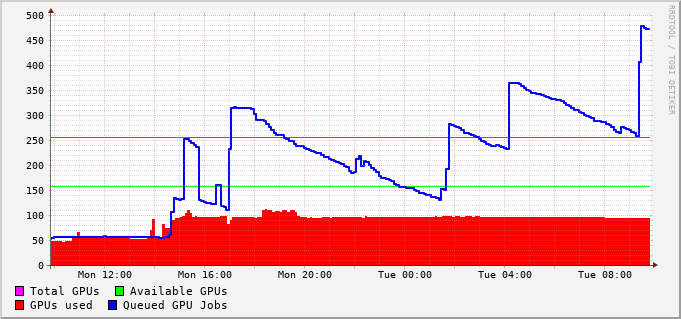 500
450
400
350
300
250
200
150
100
50
0
Mon 12:00 Mon 16:00 Mon 20:00 Tue 00:00 Tue 04:00 Tue 08:00
Total GPUs Available GPUs
GPUs used Queued GPU Jobs
RRDTOOL / TOBI OETIKER